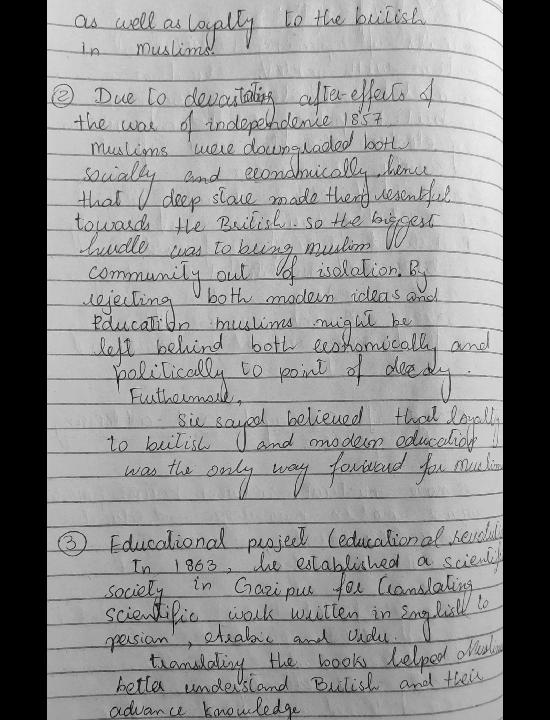 as well as loyalty to the british
in muslims.
② Due to devastating after-effects of
the war of independence 1857
muslims were downgraded both
socially and economically, hence
that deep scar made them resentful
towards the British. so the biggest
hurdle was to bring muslim
community out of isolation. By
rejecting both modern ideas and
Education muslims might be
left behind both economically and
politically to point of decay.
Furthermore,
Sir sayed believed that loyalty
to british and modern education
was the only way forward for muslim
③ Educational project (educational
In 1863, he established a scientif
society in Gazipur for translating
scientific work written in English to
persian, Arabic and Urdu.
translating the books helped Muslim
better understand British and their
advance knowledge